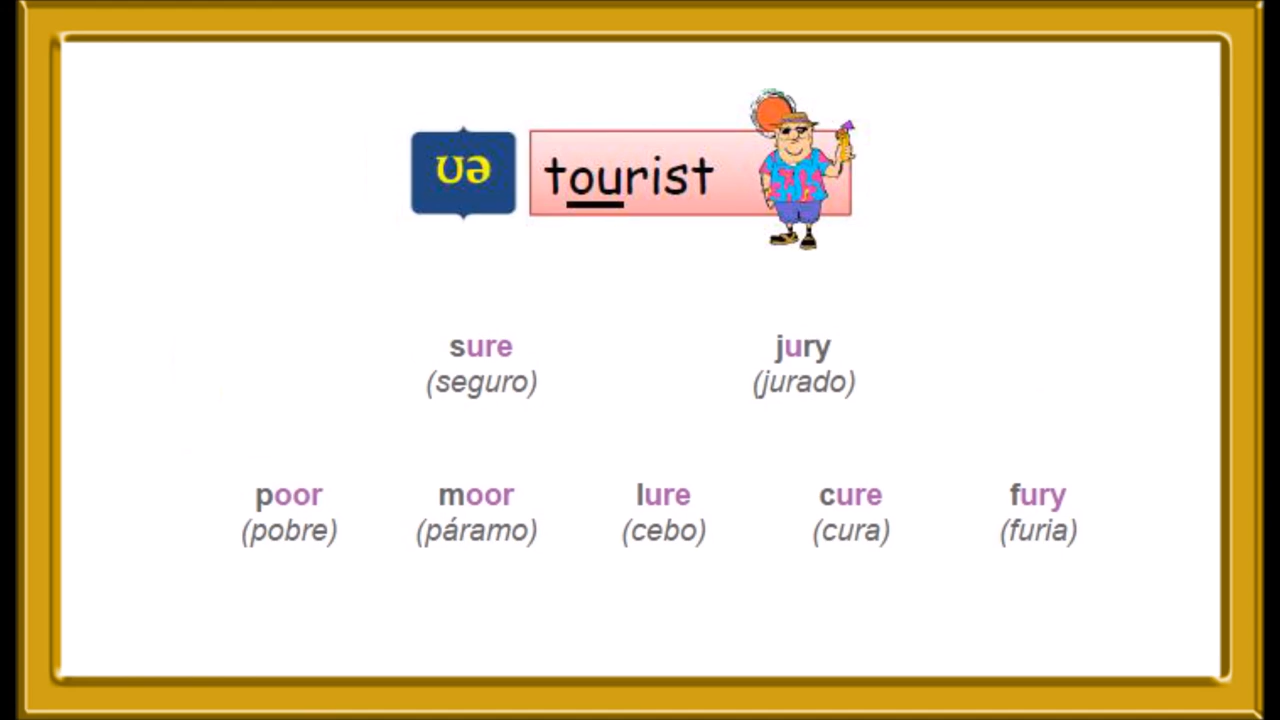 ʊə tourist
sure jury
(seguro) (jurado)
poor moor lure cure fury
(pobre) (páramo) (cebo) (cura) (furia)